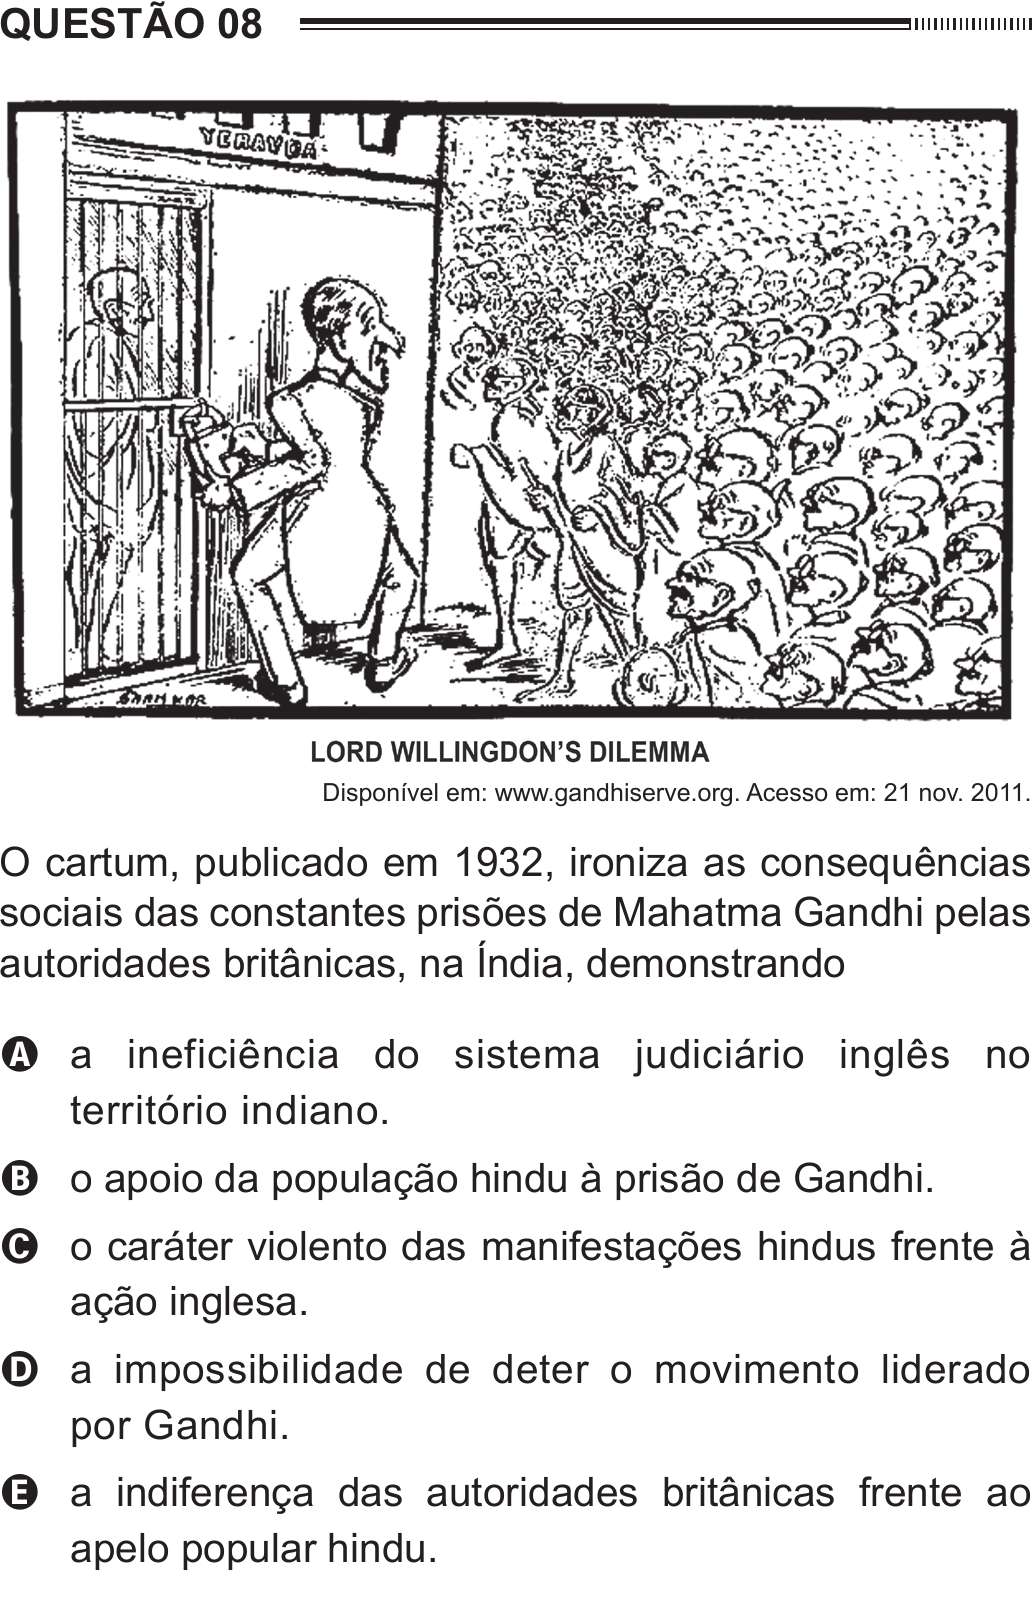 QUESTÃO 08
YERAVDA
LORD WILLINGDON'S DILEMMA
Disponível em: www.gandhiserve.org. Acesso em: 21 nov. 2011.
O cartum, publicado em 1932, ironiza as consequências
sociais das constantes prisões de Mahatma Gandhi pelas
autoridades britânicas, na Índia, demonstrando
A a ineficiência do sistema judiciário inglês no
território indiano.
B o apoio da população hindu à prisão de Gandhi.
C o caráter violento das manifestações hindus frente à
ação inglesa.
D a impossibilidade de deter o movimento liderado
por Gandhi.
E a indiferença das autoridades britânicas frente ao
apelo popular hindu.